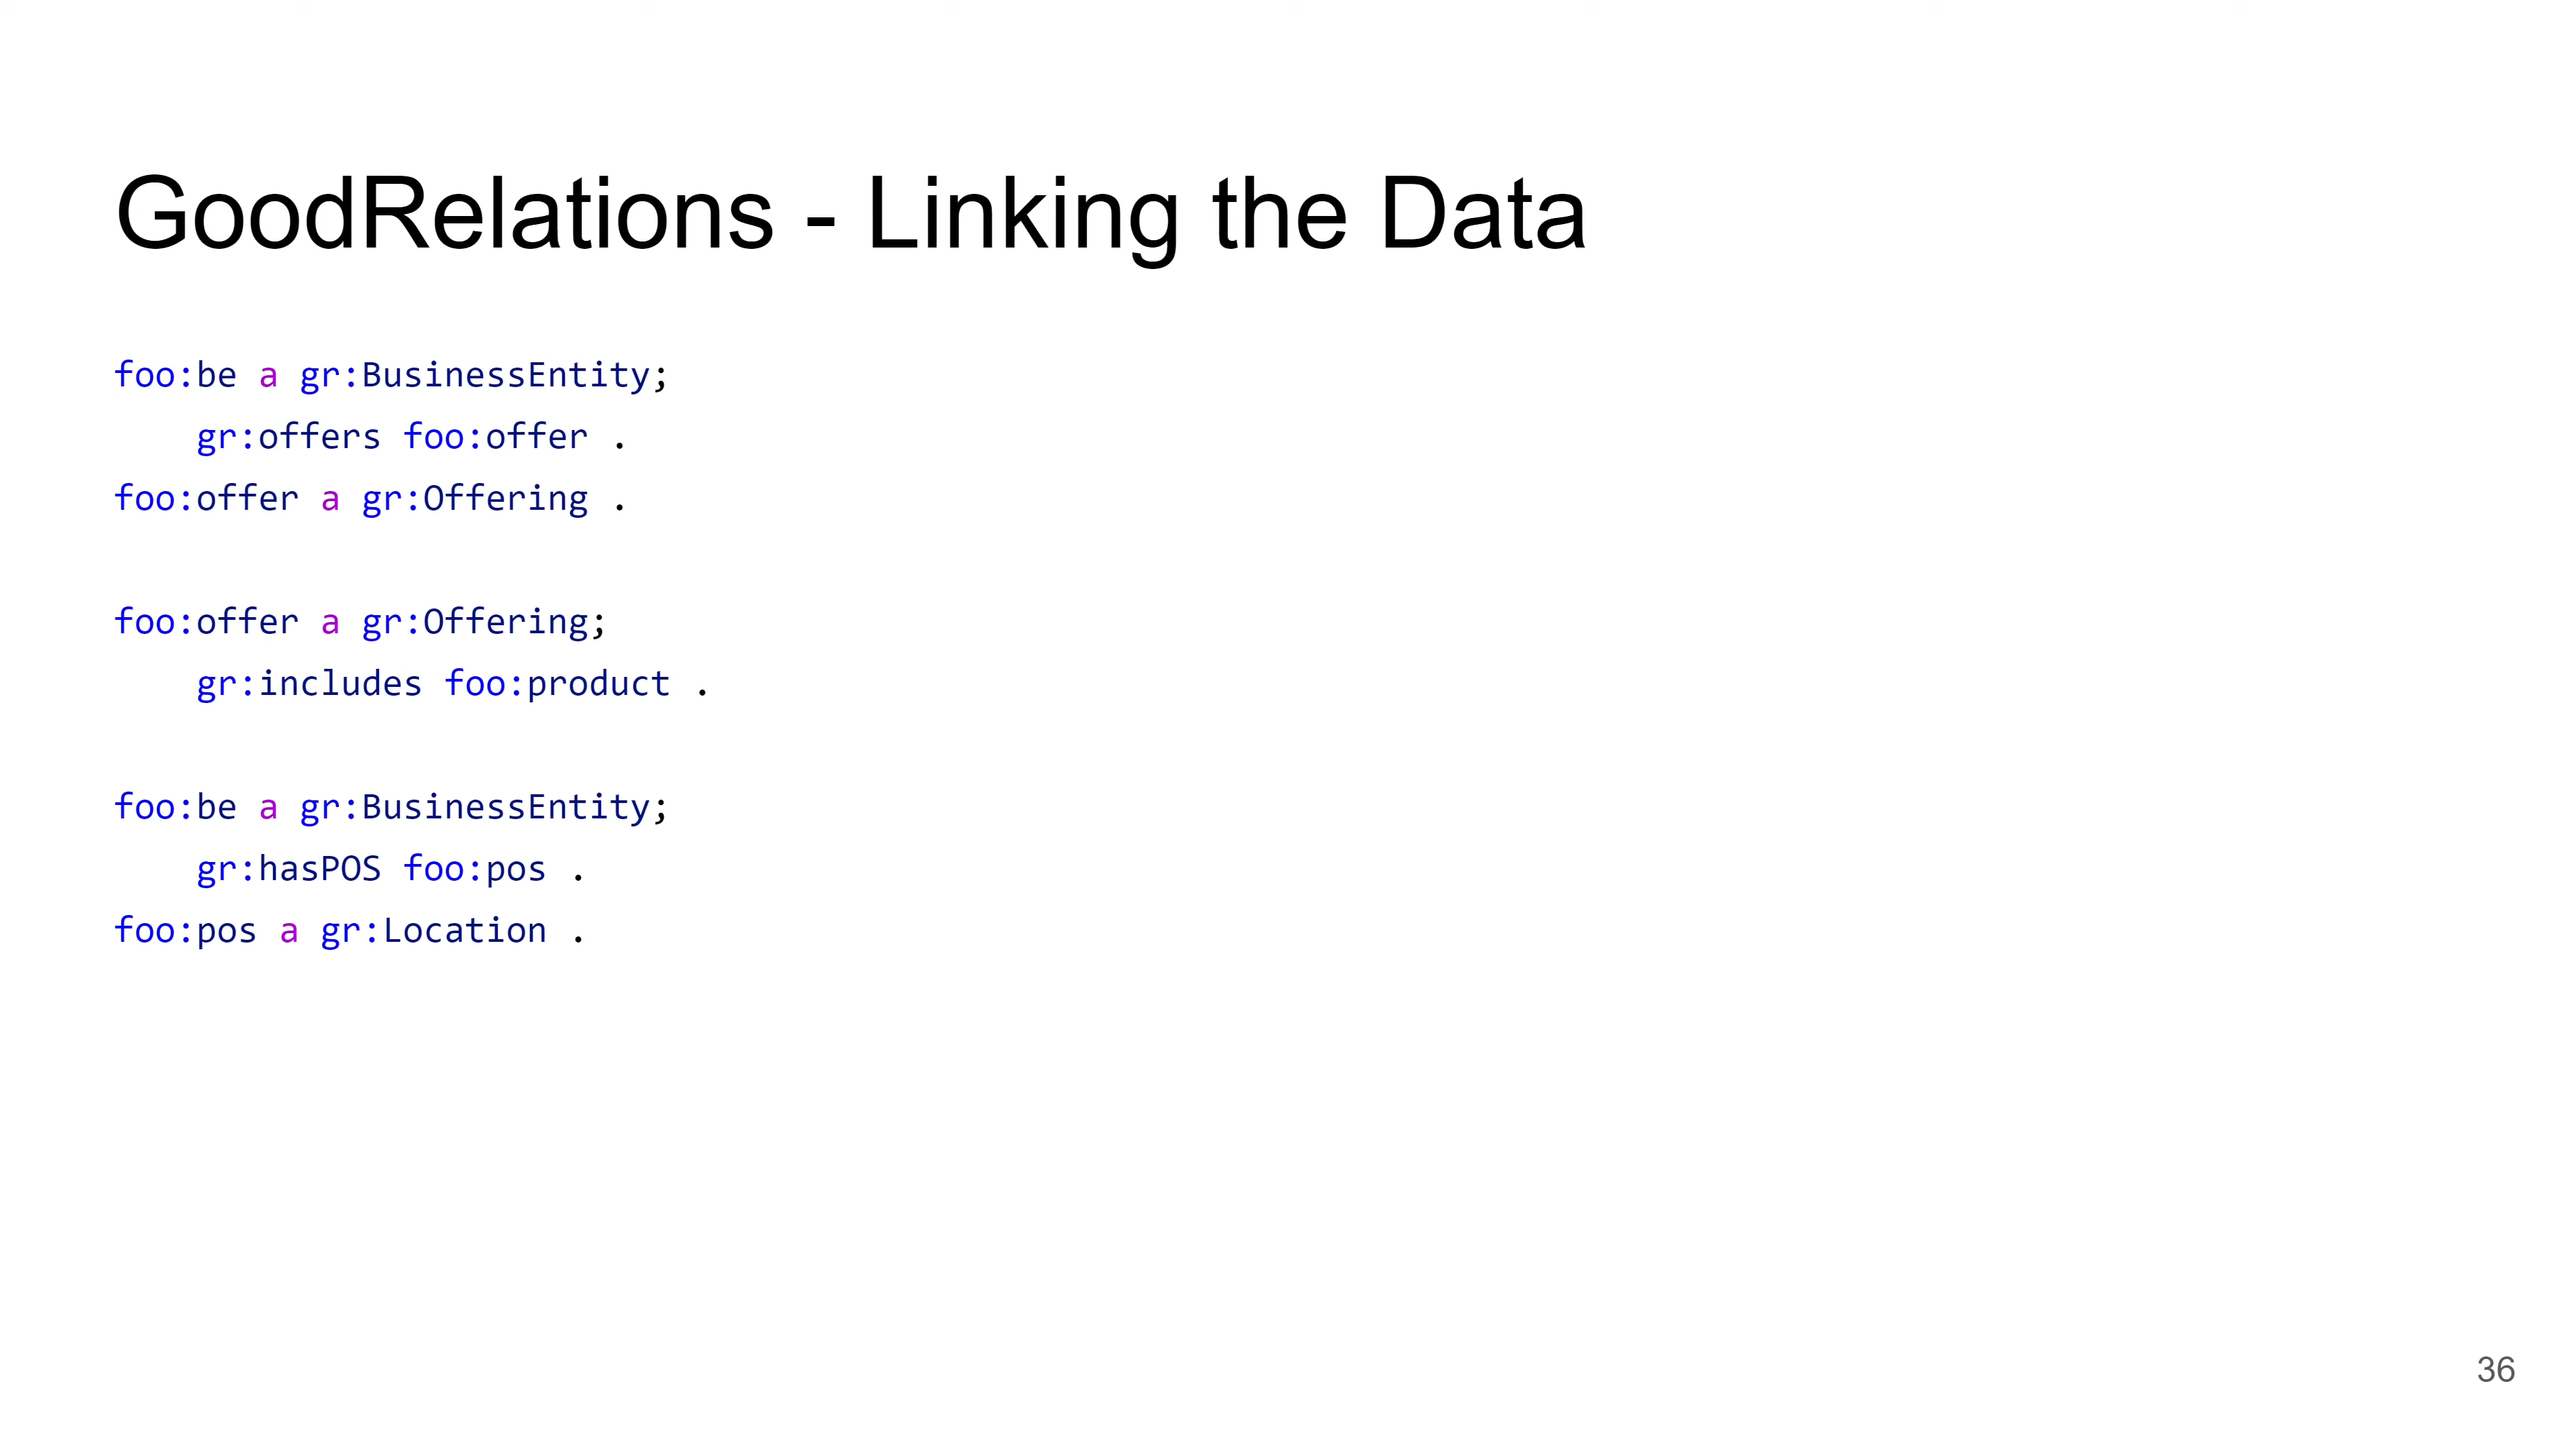 GoodRelations - Linking the Data
foo:be a gr:BusinessEntity;
    gr:offers foo:offer .
foo:offer a gr:Offering .
foo:offer a gr:Offering;
    gr:includes foo:product .
foo:be a gr:BusinessEntity;
    gr:hasPOS foo:pos .
foo:pos a gr:Location .
36